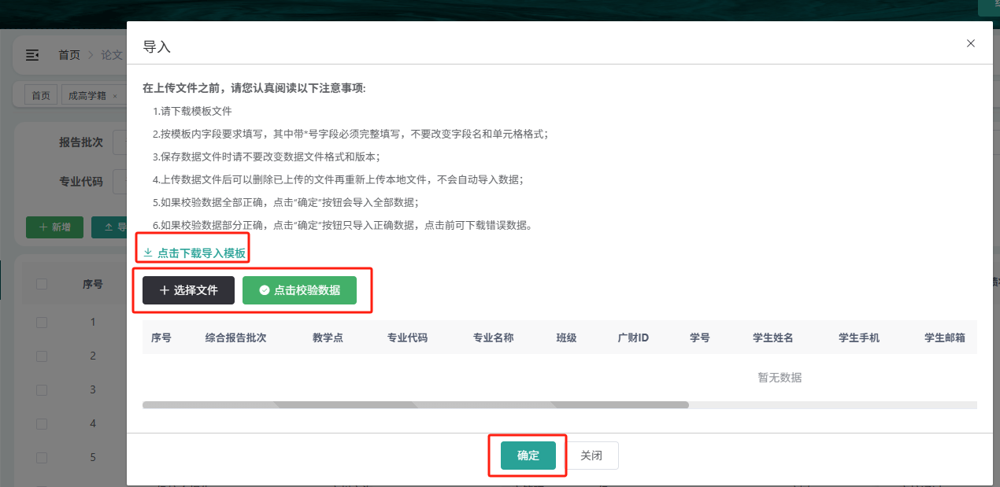 导入
首页 > 论文
首页 成高学籍 ×
在上传文件之前，请您认真阅读以下注意事项:
1.请下载模板文件
2.按模板内字段要求填写，其中带*号字段必须完整填写，不要改变字段名和单元格格式；
报告批次
3.保存数据文件时请不要改变数据文件格式和版本；
4.上传数据文件后可以删除已上传的文件再重新上传本地文件，不会自动导入数据；
专业代码
5.如果校验数据全部正确，点击“确定”按钮会导入全部数据；
6.如果校验数据部分正确，点击“确定”按钮只导入正确数据，点击前可下载错误数据。
新增 导
点击下载导入模板
序号
选择文件 点击校验数据
1
序号 综合报告批次 教学点 专业代码 专业名称 班级 广财ID 学号 学生姓名 学生手机 学生邮箱
2
暂无数据
3
4
5
确定 关闭